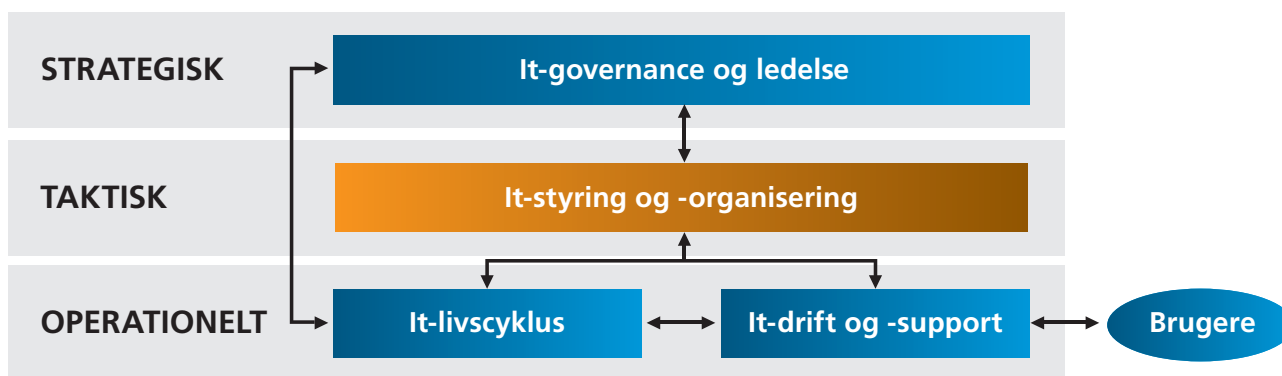 STRATEGISK
It-governance og ledelse
TAKTISK
It-styring og -organisering
OPERATIONELT
It-livscyklus
It-drift og -support
Brugere